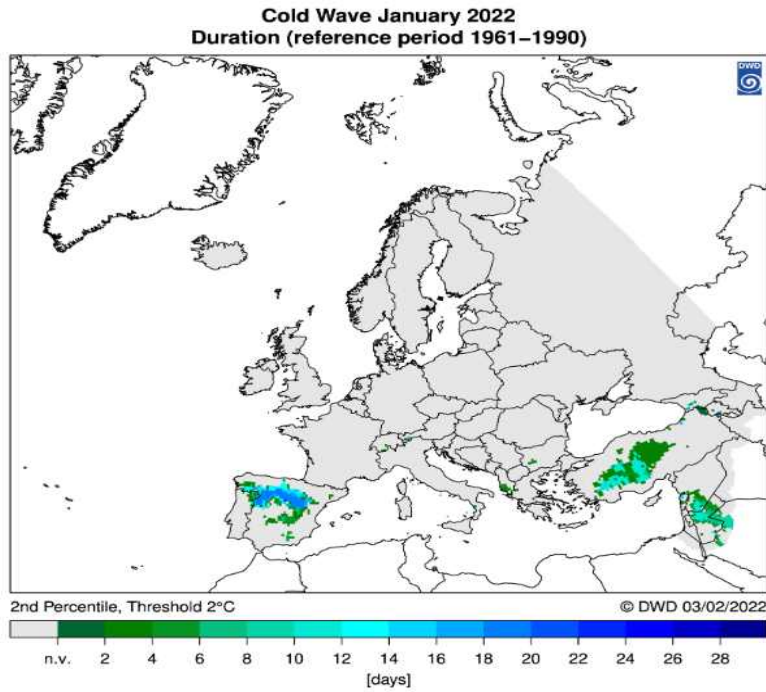 Cold Wave January 2022
Duration (reference period 1961–1990)
DWD
2nd Percentile, Threshold 2°C © DWD 03/02/2022
n.v. 2 4 6 8 10 12 14 16 18 20 22 24 26 28
[days]